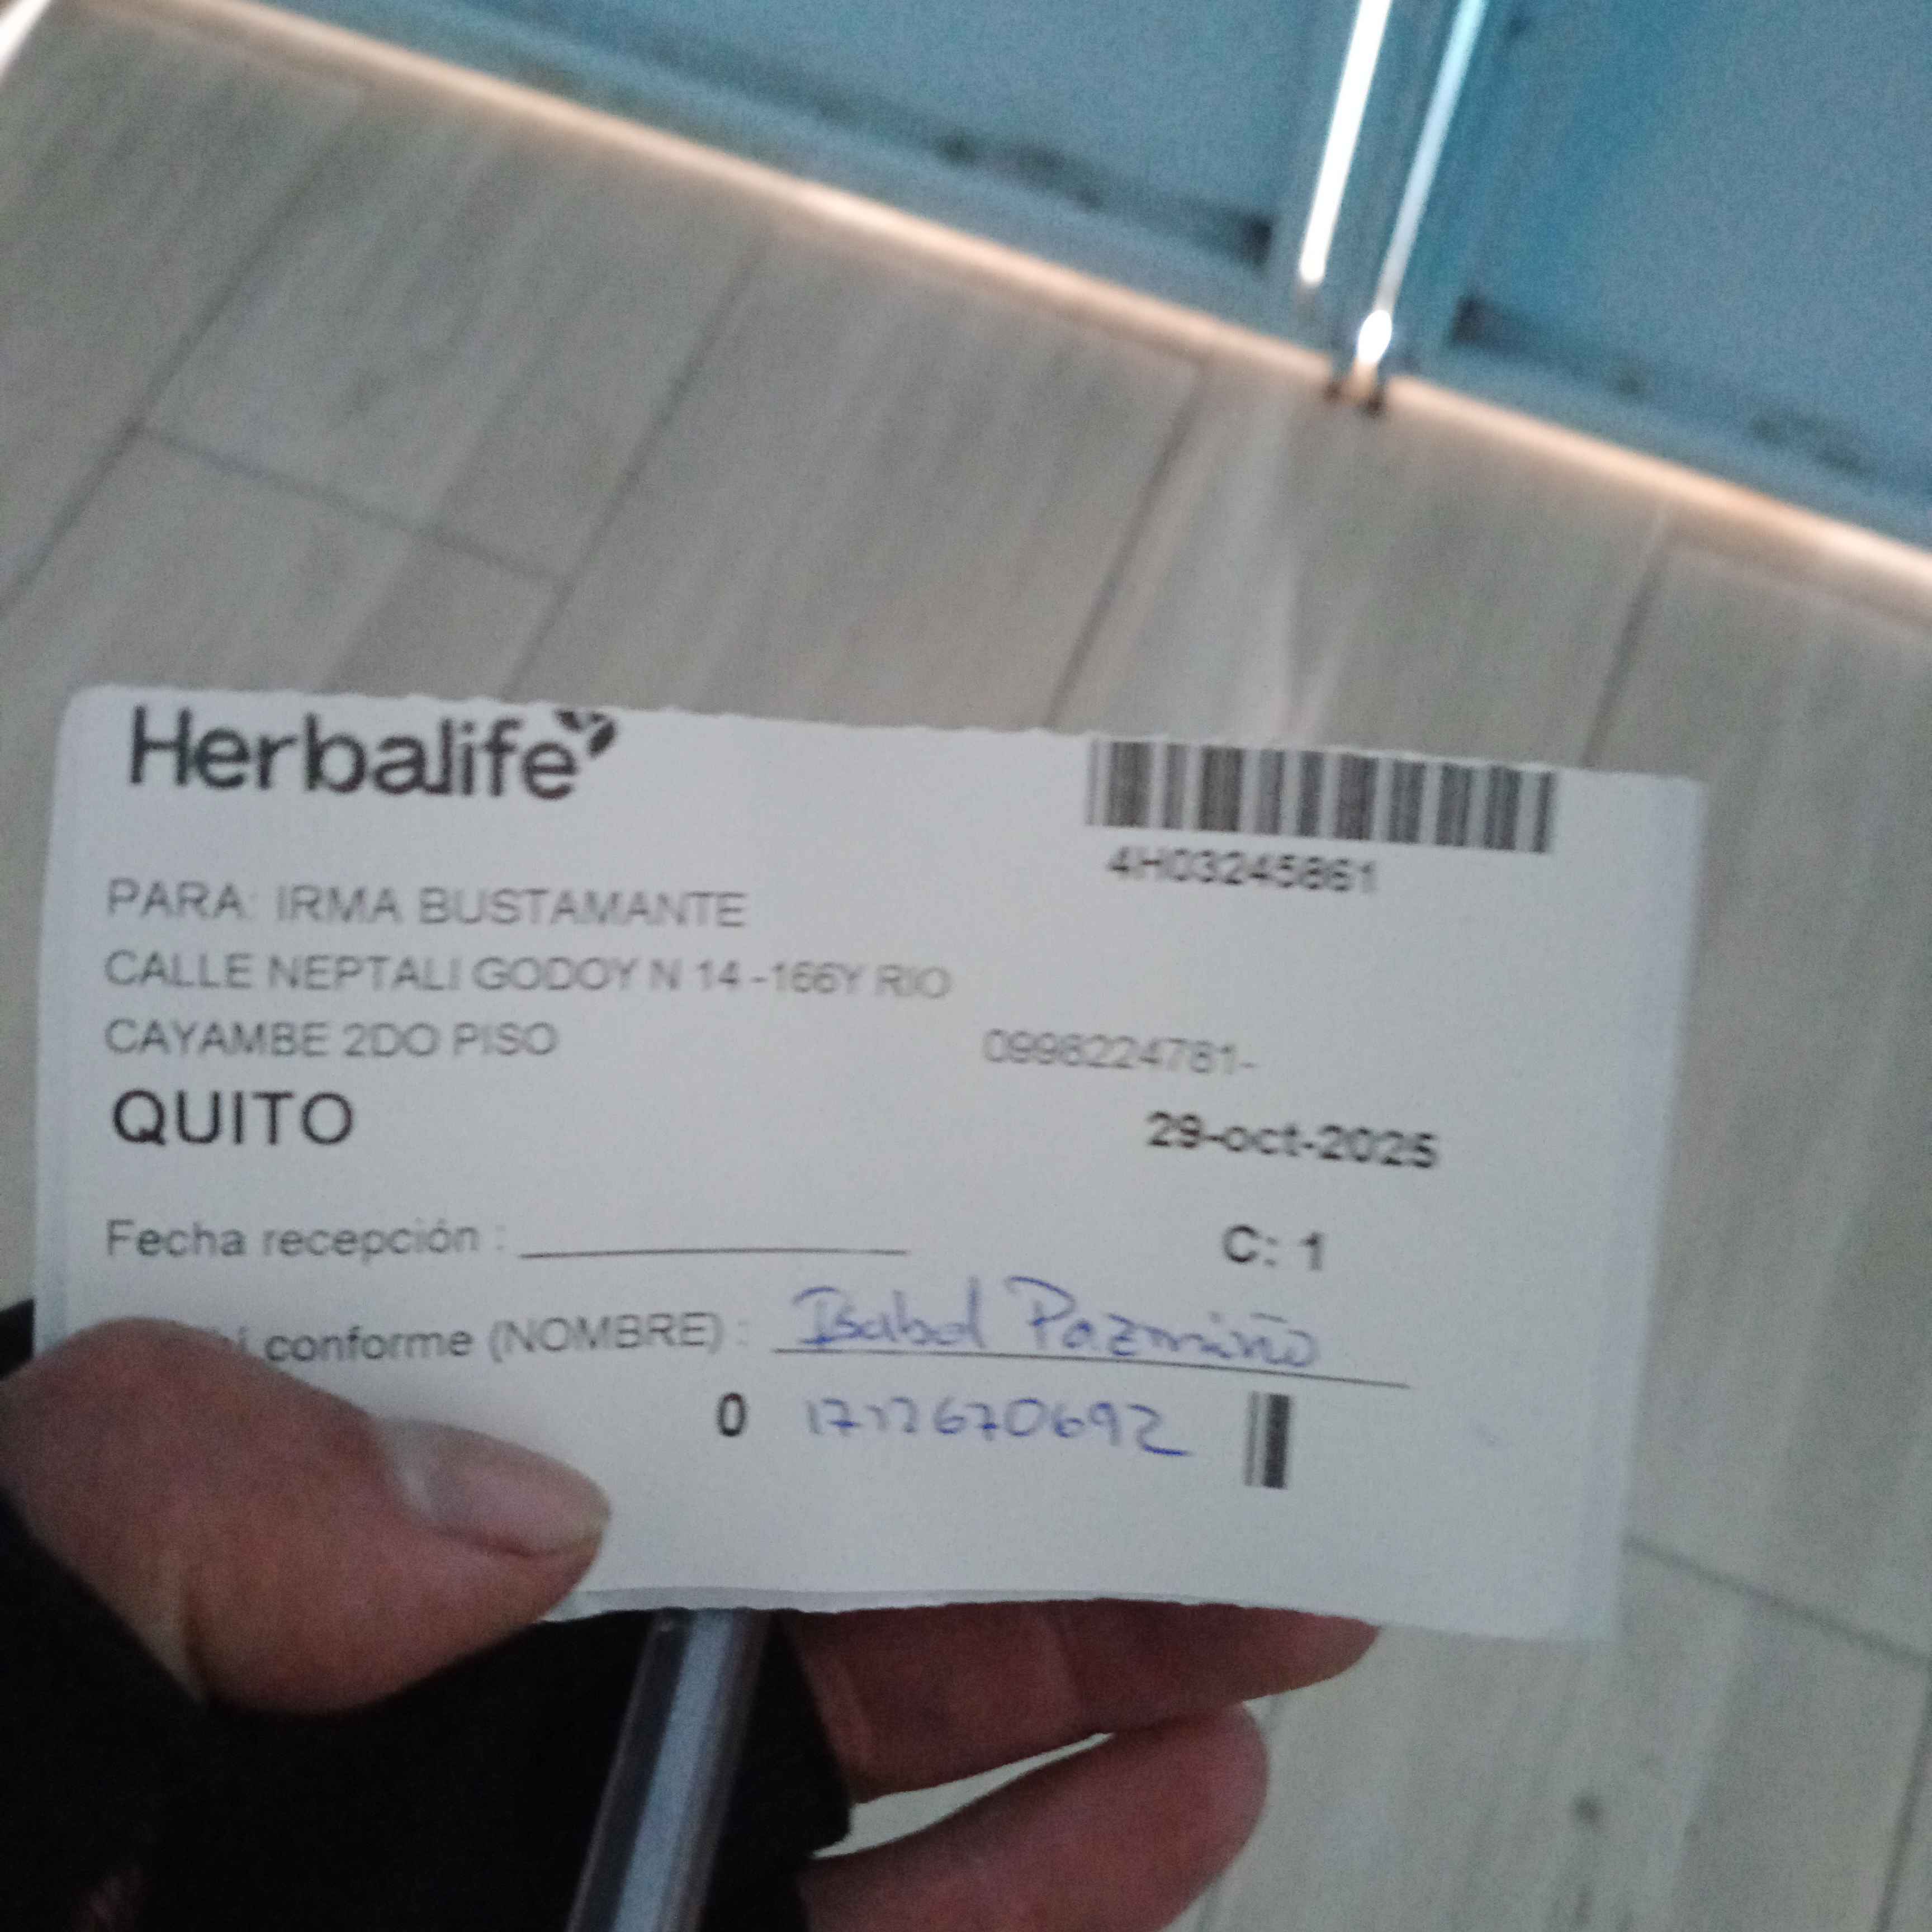 Herbalife
4H03245861
PARA: IRMA BUSTAMANTE
CALLE NEPTALI GODOY N 14 -166Y RIO
CAYAMBE 2DO PISO
0998224781-
QUITO
29-oct-2025
Fecha recepción :
C: 1
conforme (NOMBRE) : Isabel Pazmiño
0